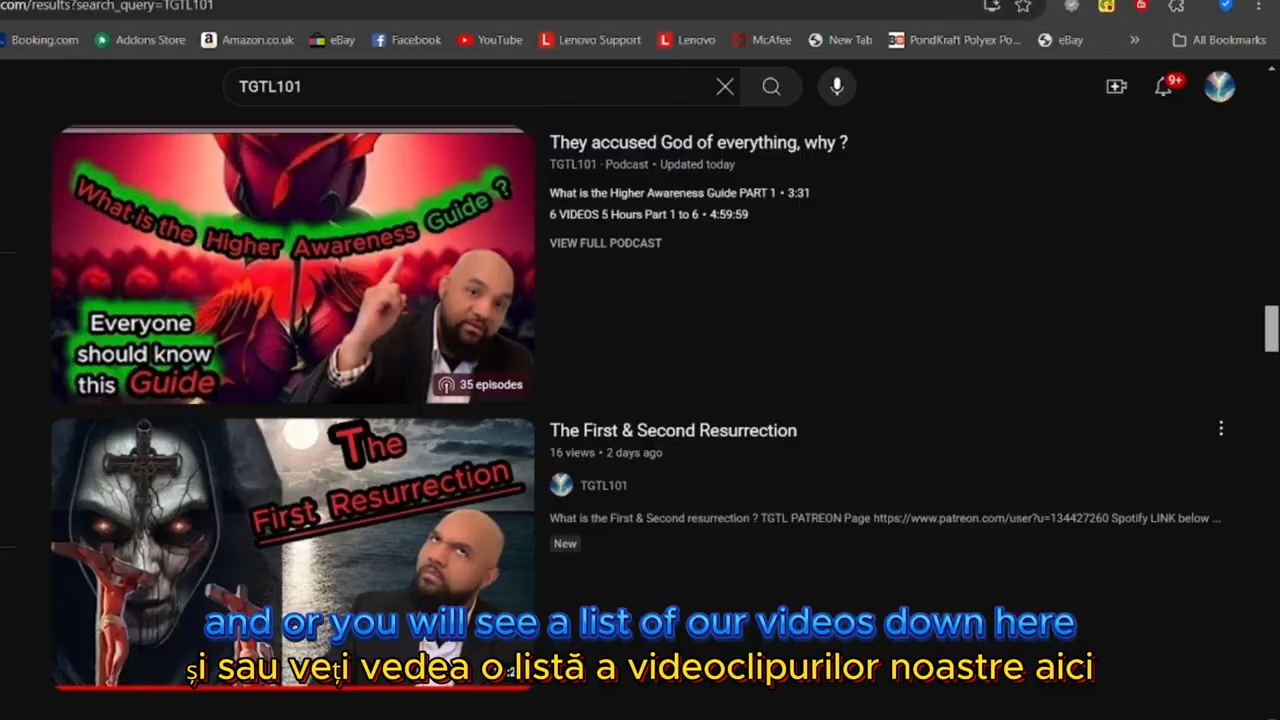 com/results?search_query=TGTL101
Booking.com Addons Store Amazon.co.uk eBay Facebook YouTube Lenovo Support Lenovo McAfee New Tab PondKraft Polyex Po... eBay » All Bookmarks
TGTL101
9+
What is the Higher Awareness Guide ?
Everyone
should know
this Guide
35 episodes
They accused God of everything, why ?
TGTL101 · Podcast • Updated today
What is the Higher Awareness Guide PART 1 • 3:31
6 VIDEOS 5 Hours Part 1 to 6 • 4:59:59
VIEW FULL PODCAST
The
First Resurrection
The First & Second Resurrection
16 views • 2 days ago
TGTL101
What is the First & Second resurrection ? TGTL PATREON Page https://www.patreon.com/user?u=134427260 Spotify LINK below ...
New
and or you will see a list of our videos down here
și sau veți vedea o listă a videoclipurilor noastre aici